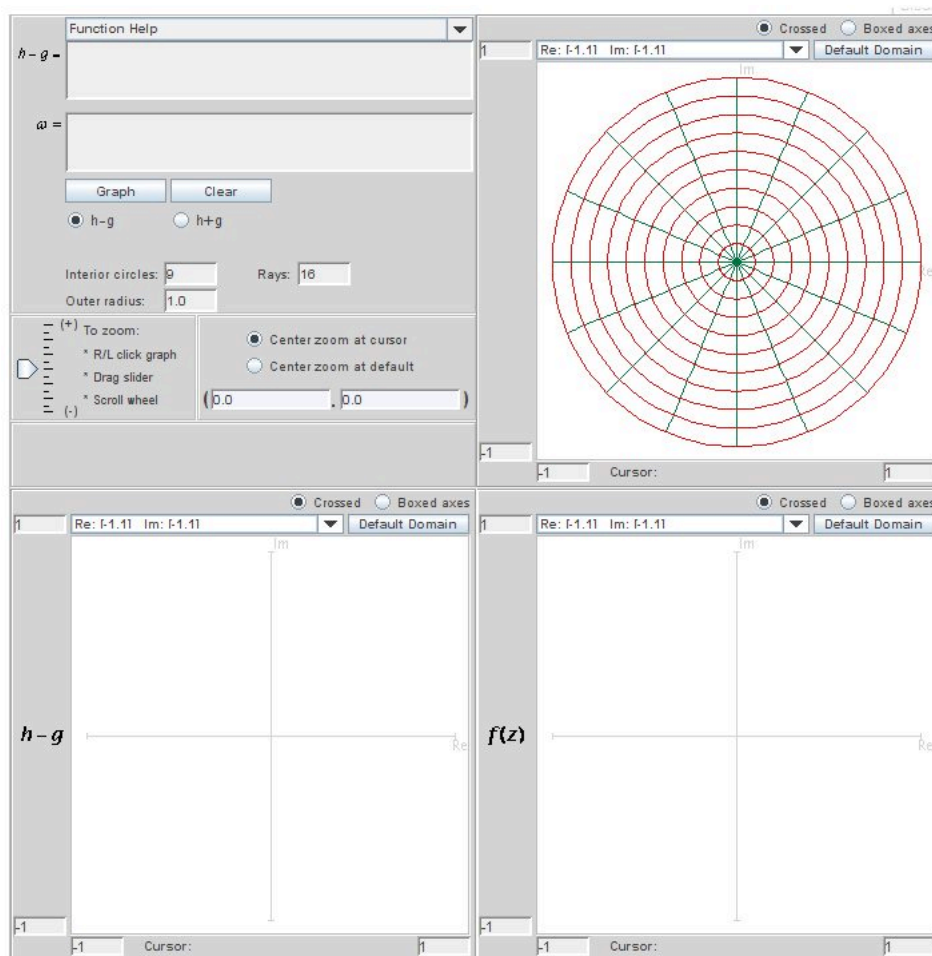 Function Help
h – g =
ω =
Graph Clear
h–g h+g
Interior circles: 9 Rays: 16
Outer radius: 1.0
(+) To zoom:
* R/L click graph
* Drag slider
* Scroll wheel
(-)
Center zoom at cursor
Center zoom at default
( 0.0 , 0.0 )
Crossed Boxed axes
1 Re: [-1,1] Im: [-1,1] Default Domain
Im
Re
-1
-1 Cursor: 1
Crossed Boxed axes
1 Re: [-1,1] Im: [-1,1] Default Domain
Im
h – g
Re
-1
-1 Cursor: 1
Crossed Boxed axes
1 Re: [-1,1] Im: [-1,1] Default Domain
Im
f(z)
Re
-1
-1 Cursor: 1